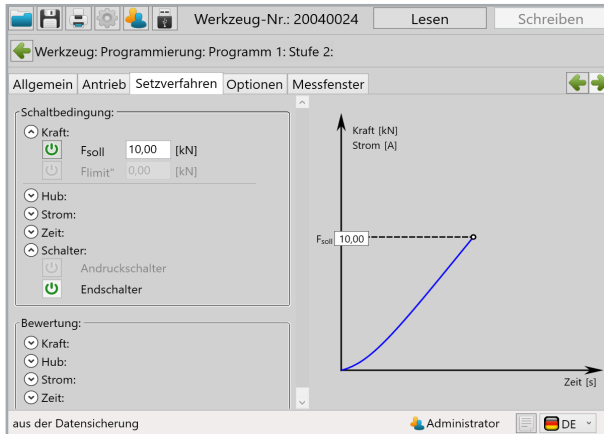 Werkzeug-Nr.: 20040024 Lesen Schreiben
Werkzeug: Programmierung: Programm 1: Stufe 2:
Allgemein Antrieb Setzverfahren Optionen Messfenster
Schaltbedingung:
Kraft:
Fsoll 10,00 [kN]
Flimit" 0,00 [kN]
Hub:
Strom:
Zeit:
Schalter:
Andruckschalter
Endschalter
Bewertung:
Kraft:
Hub:
Strom:
Zeit:
Kraft [kN]
Strom [A]
Fsoll 10,00
Zeit [s]
aus der Datensicherung Administrator DE